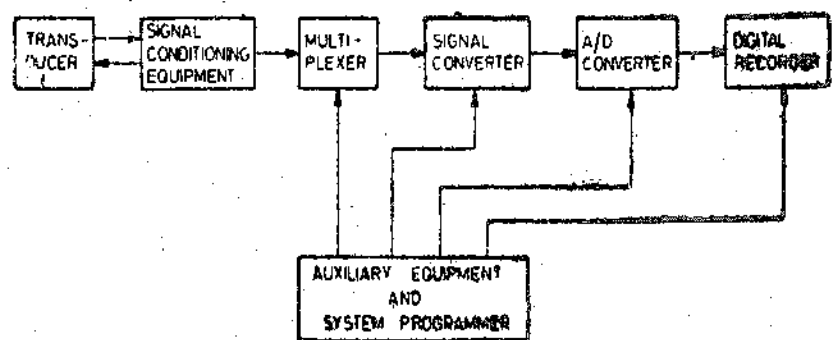 TRANS-
DUCER
SIGNAL
CONDITIONING
EQUIPMENT
MULTI-
PLEXER
SIGNAL
CONVERTER
A/D
CONVERTER
DIGITAL
RECORDER
AUXILIARY EQUIPMENT
AND
SYSTEM PROGRAMMER